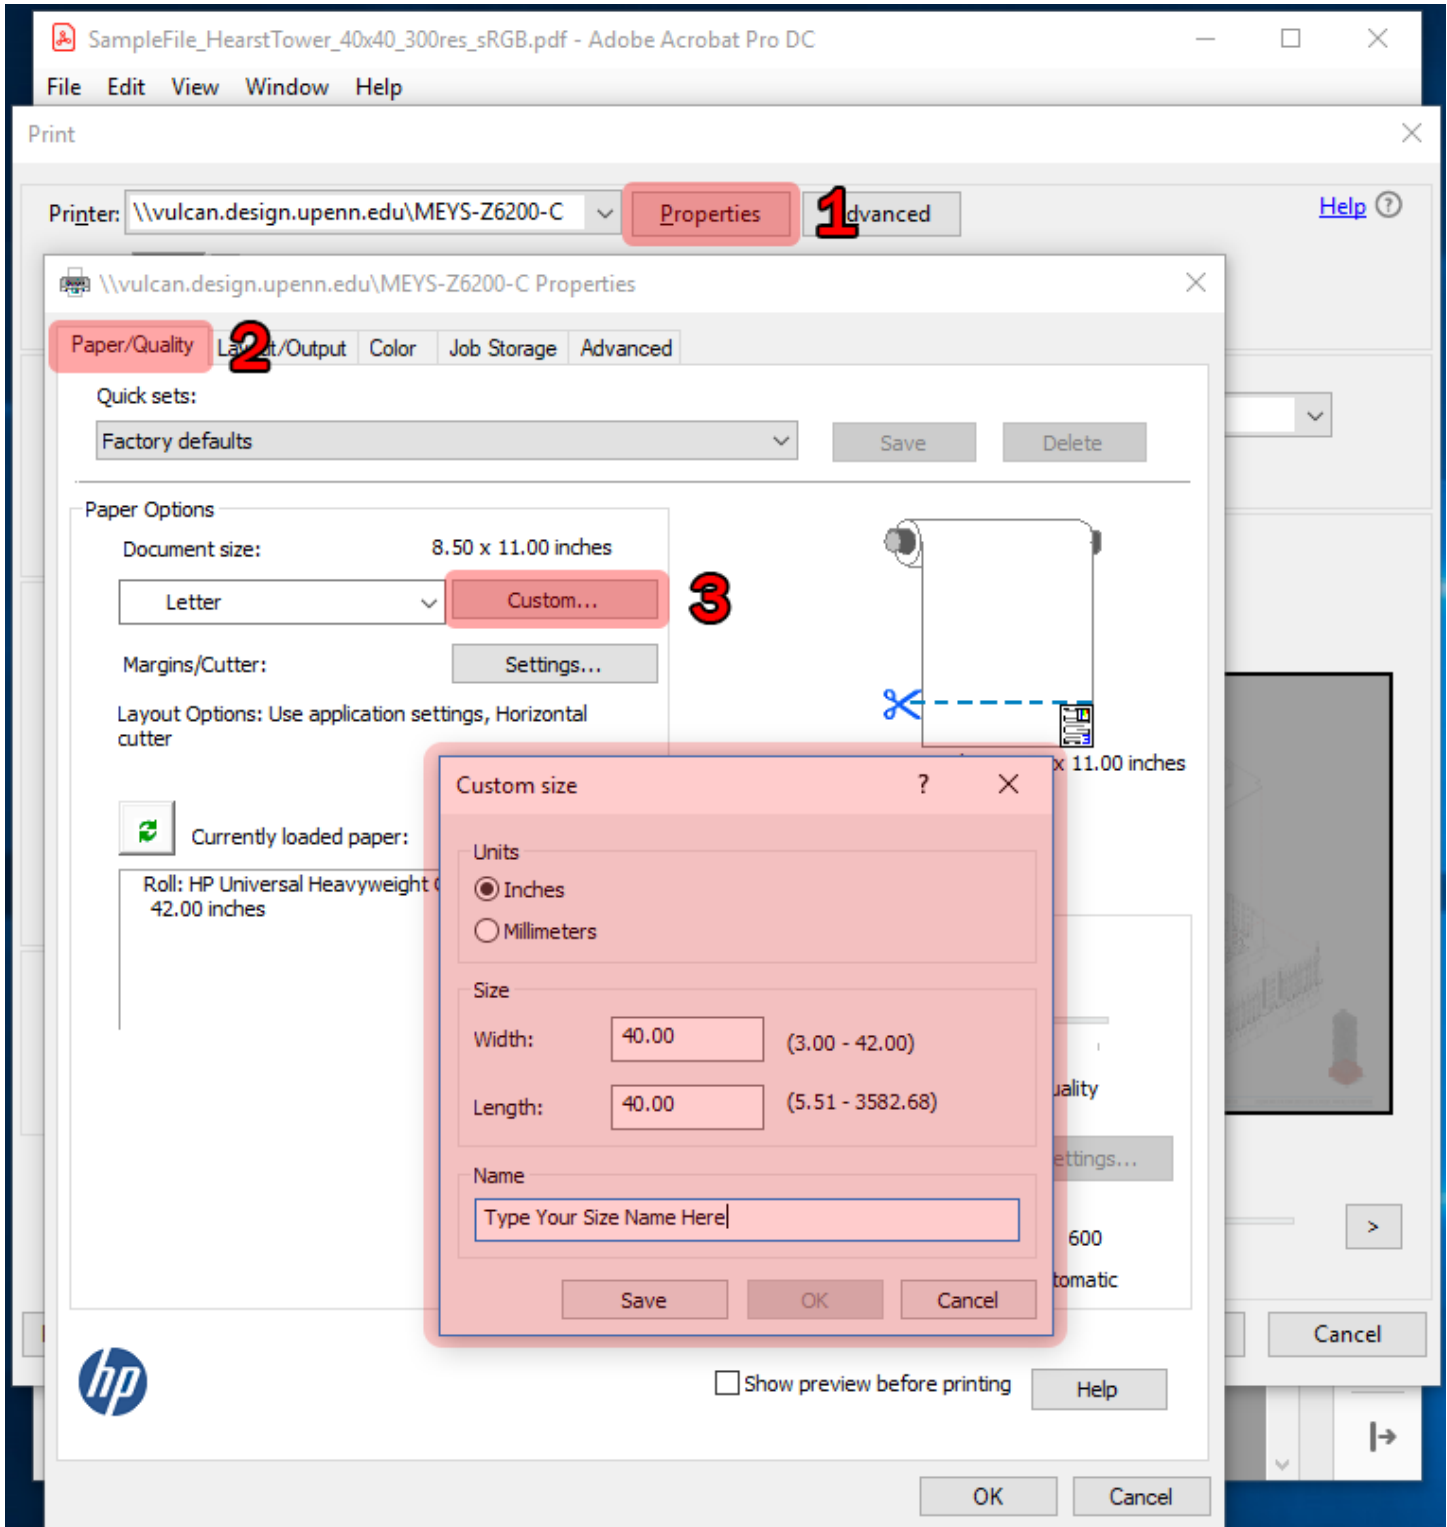 SampleFile_HearstTower_40x40_300res_sRGB.pdf - Adobe Acrobat Pro DC
File Edit View Window Help
Print
Printer: \\vulcan.design.upenn.edu\MEYS-Z6200-C Properties 1 dvanced Help ?
\\vulcan.design.upenn.edu\MEYS-Z6200-C Properties
Paper/Quality 2 Layout/Output Color Job Storage Advanced
Quick sets:
Factory defaults Save Delete
Paper Options
Document size: 8.50 x 11.00 inches
Letter Custom... 3
Margins/Cutter: Settings...
Layout Options: Use application settings, Horizontal
cutter
x 11.00 inches
Custom size ?
Currently loaded paper:
Roll: HP Universal Heavyweight
42.00 inches
Units
Inches
Millimeters
Size
Width: 40.00 (3.00 - 42.00)
Length: 40.00 (5.51 - 3582.68)
uality
ettings...
Name
Type Your Size Name Here
600
tomatic
Save OK Cancel
>
Cancel
hp
Show preview before printing Help
OK Cancel